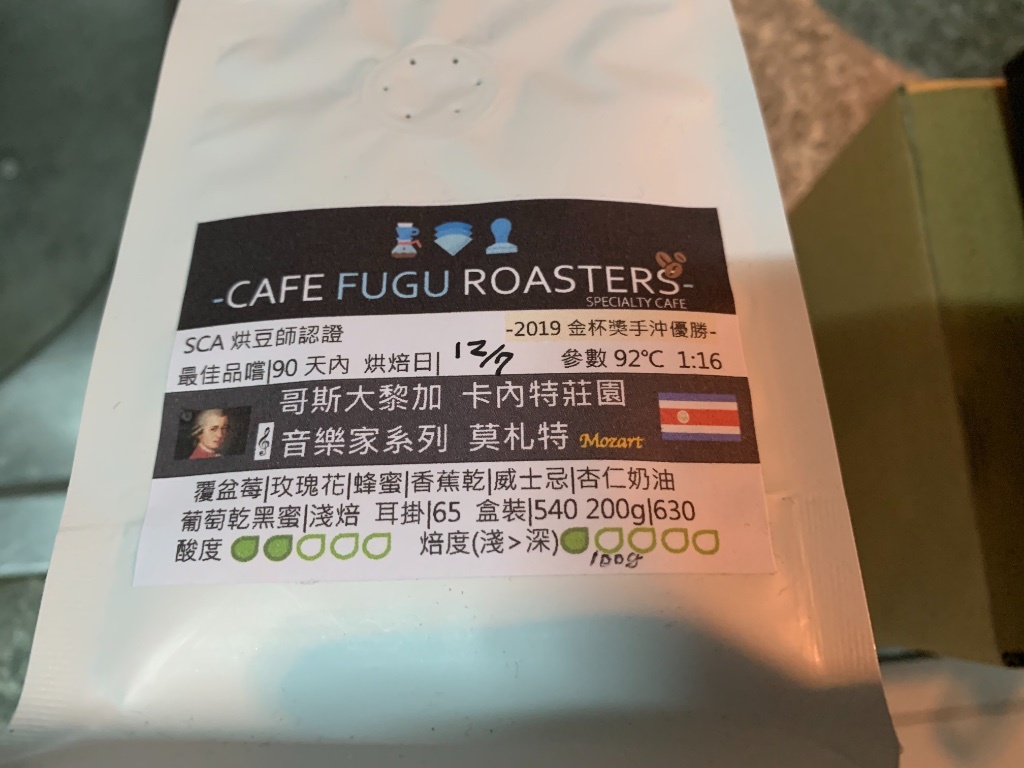 -CAFE FUGU ROASTERS-
SPECIALTY CAFE
SCA 烘豆師認證
-2019 金杯獎手沖優勝-
最佳品嚐|90 天內 烘焙日| 12/7 參數 92℃ 1:16
哥斯大黎加 卡內特莊園
音樂家系列 莫札特 Mozart
覆盆莓|玫瑰花|蜂蜜|香蕉乾|威士忌|杏仁奶油
葡萄乾黑蜜|淺焙 耳掛|65 盒裝|540 200g|630
酸度 焙度(淺>深)
100g